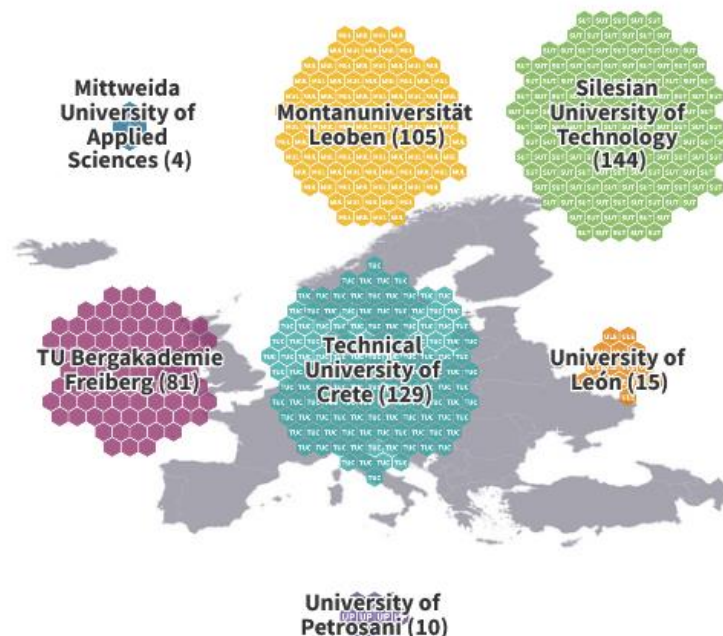 Mittweida
University of
Applied
Sciences (4)
Montanuniversität
Leoben (105)
Silesian
University of
Technology
(144)
TU Bergakademie
Freiberg (81)
Technical
University of
Crete (129)
University of
León (15)
University of
Petrosani (10)